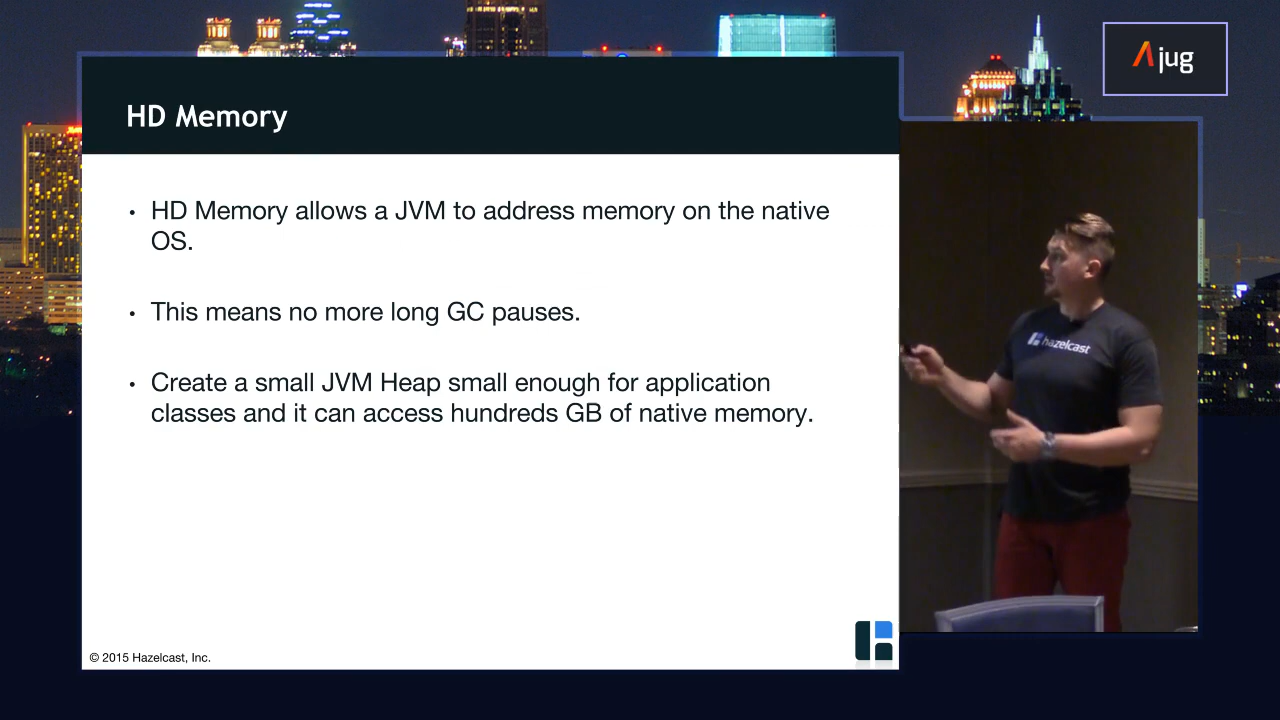 jug
HD Memory
• HD Memory allows a JVM to address memory on the native
OS.
• This means no more long GC pauses.
• Create a small JVM Heap small enough for application
classes and it can access hundreds GB of native memory.
hazelcast
© 2015 Hazelcast, Inc.